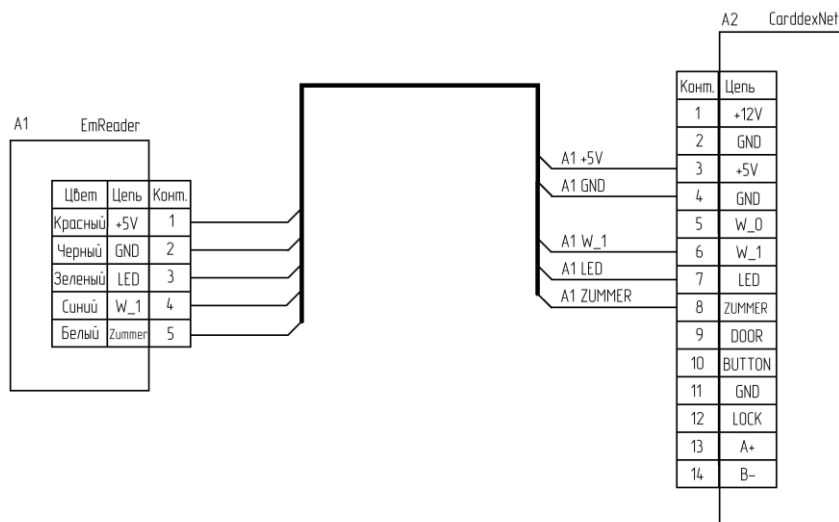 A2 CarddexNet
Конт. Цепь
1 +12V
2 GND
3 +5V
4 GND
5 W_0
6 W_1
7 LED
8 ZUMMER
9 DOOR
10 BUTTON
11 GND
12 LOCK
13 A+
14 B-
A1 +5V
A1 GND
A1 W_1
A1 LED
A1 ZUMMER
A1 EmReader
Цвет Цепь Конт.
Красный +5V 1
Черный GND 2
Зеленый LED 3
Синий W_1 4
Белый Zummer 5